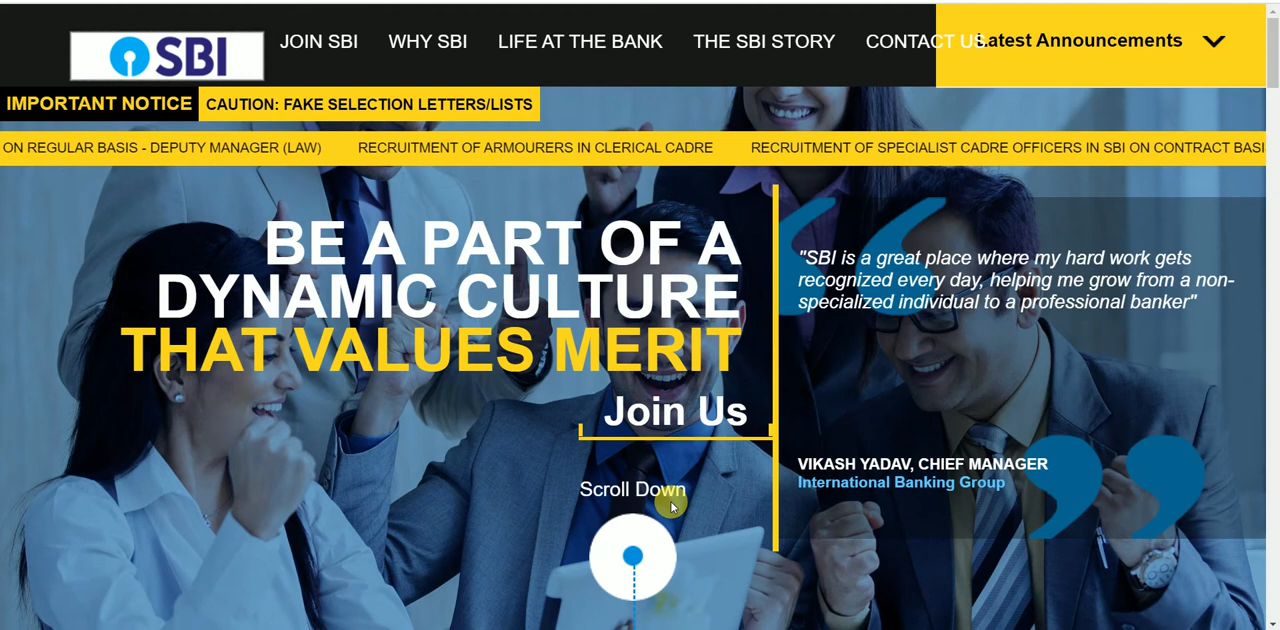 SBI
JOIN SBI WHY SBI LIFE AT THE BANK THE SBI STORY CONTACT US
Latest Announcements
IMPORTANT NOTICE CAUTION: FAKE SELECTION LETTERS/LISTS
ON REGULAR BASIS - DEPUTY MANAGER (LAW) RECRUITMENT OF ARMOURERS IN CLERICAL CADRE RECRUITMENT OF SPECIALIST CADRE OFFICERS IN SBI ON CONTRACT BASI
BE A PART OF A
DYNAMIC CULTURE
THAT VALUES MERIT
Join Us
Scroll Down
"SBI is a great place where my hard work gets
recognized every day, helping me grow from a non-
specialized individual to a professional banker"
VIKASH YADAV, CHIEF MANAGER
International Banking Group